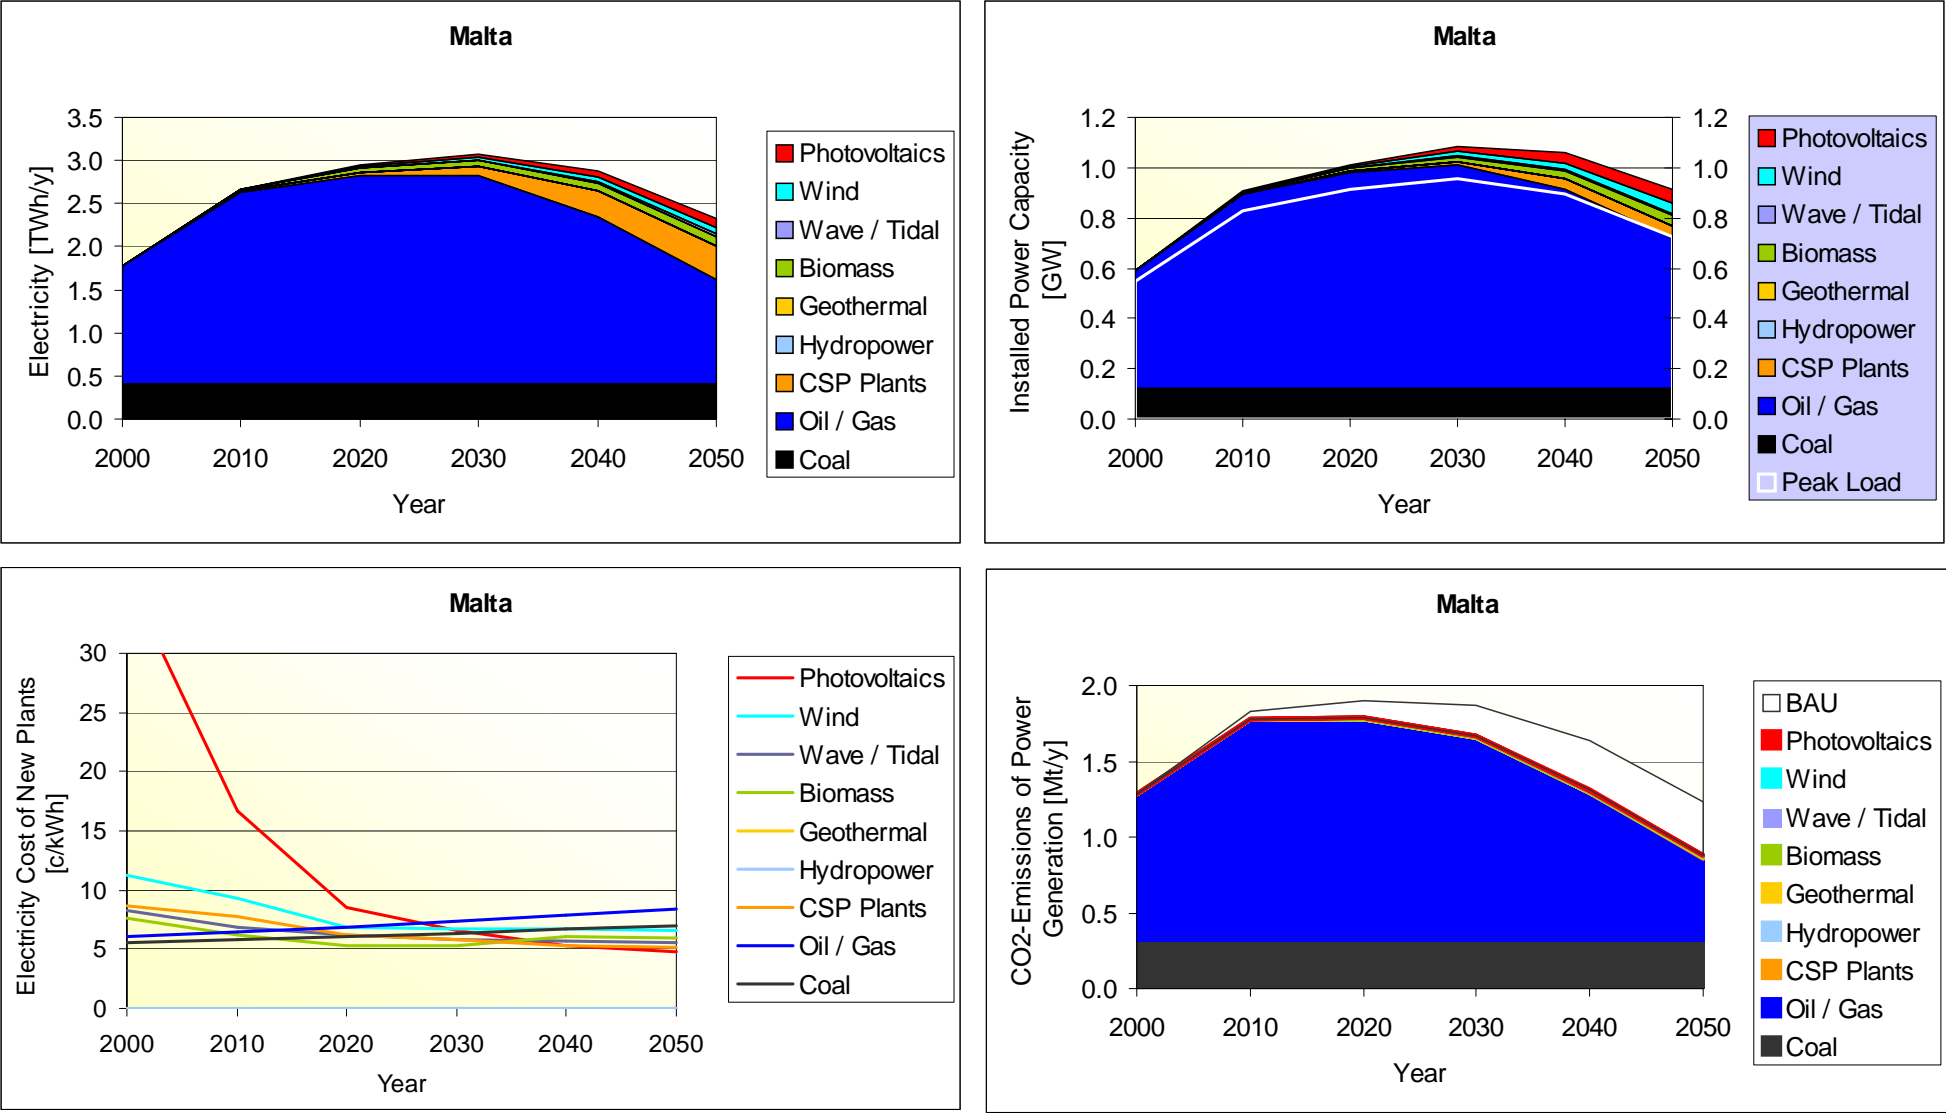 Malta
Electricity [TWh/y]
3.5
3.0
2.5
2.0
1.5
1.0
0.5
0.0
2000 2010 2020 2030 2040 2050
Year
Photovoltaics
Wind
Wave / Tidal
Biomass
Geothermal
Hydropower
CSP Plants
Oil / Gas
Coal
Malta
Installed Power Capacity
[GW]
1.2
1.0
0.8
0.6
0.4
0.2
0.0
1.2
1.0
0.8
0.6
0.4
0.2
0.0
2000 2010 2020 2030 2040 2050
Year
Photovoltaics
Wind
Wave / Tidal
Biomass
Geothermal
Hydropower
CSP Plants
Oil / Gas
Coal
Peak Load
Malta
Electricity Cost of New Plants
[c/kWh]
30
25
20
15
10
5
0
2000 2010 2020 2030 2040 2050
Year
Photovoltaics
Wind
Wave / Tidal
Biomass
Geothermal
Hydropower
CSP Plants
Oil / Gas
Coal
Malta
CO2-Emissions of Power
Generation [Mt/y]
2.0
1.5
1.0
0.5
0.0
2000 2010 2020 2030 2040 2050
Year
BAU
Photovoltaics
Wind
Wave / Tidal
Biomass
Geothermal
Hydropower
CSP Plants
Oil / Gas
Coal